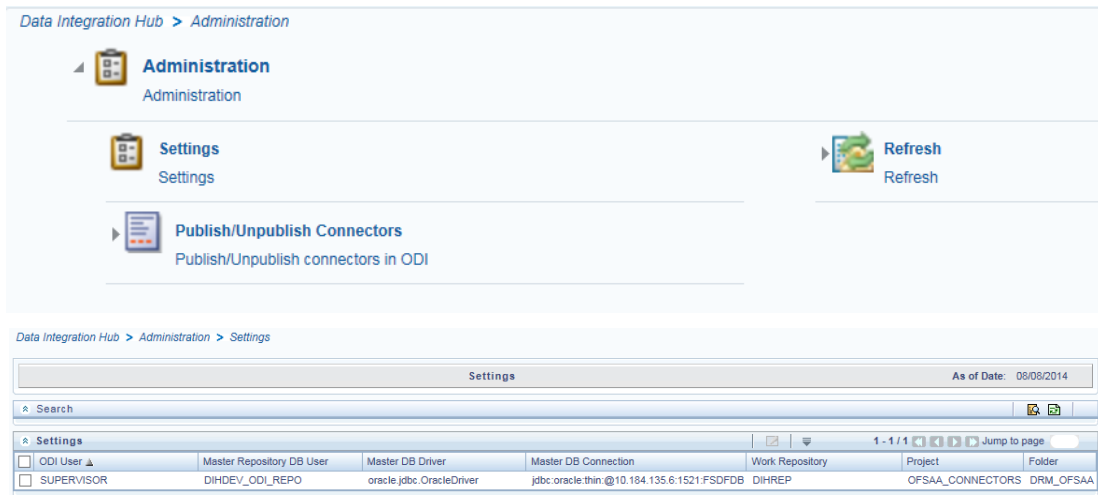 Data Integration Hub > Administration
Administration
Administration
Settings
Settings
Refresh
Refresh
Publish/Unpublish Connectors
Publish/Unpublish connectors in ODI
Data Integration Hub > Administration > Settings
Settings As of Date: 08/08/2014
Search
Settings 1 - 1 / 1 Jump to page
ODI User Master Repository DB User Master DB Driver Master DB Connection Work Repository Project Folder
SUPERVISOR DIHDEV_ODI_REPO oracle.jdbc.OracleDriver jdbc:oracle:thin:@10.184.135.6:1521:FSDFDB DIHREP OFSAA_CONNECTORS DRM_OFSAA